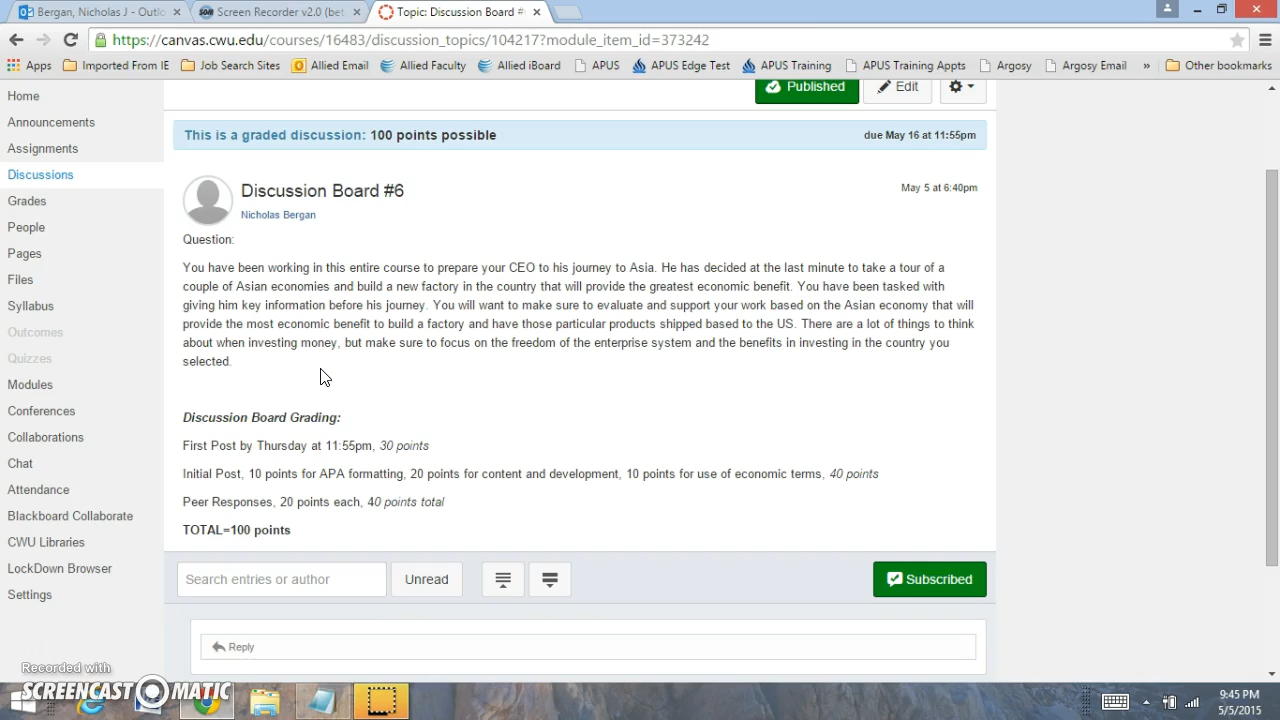 Bergan, Nicholas J - Outlo
Screen Recorder v2.0 (bet
Topic: Discussion Board #
https://canvas.cwu.edu/courses/16483/discussion_topics/104217?module_item_id=373242
Apps Imported From IE Job Search Sites Allied Email Allied Faculty Allied iBoard APUS APUS Edge Test APUS Training APUS Training Appts Argosy Argosy Email » Other bookmarks
Home
Announcements
Assignments
Discussions
Grades
People
Pages
Files
Syllabus
Outcomes
Quizzes
Modules
Conferences
Collaborations
Chat
Attendance
Blackboard Collaborate
CWU Libraries
LockDown Browser
Settings
Published Edit
This is a graded discussion: 100 points possible due May 16 at 11:55pm
Discussion Board #6 May 5 at 6:40pm
Nicholas Bergan
Question:
You have been working in this entire course to prepare your CEO to his journey to Asia. He has decided at the last minute to take a tour of a
couple of Asian economies and build a new factory in the country that will provide the greatest economic benefit. You have been tasked with
giving him key information before his journey. You will want to make sure to evaluate and support your work based on the Asian economy that will
provide the most economic benefit to build a factory and have those particular products shipped based to the US. There are a lot of things to think
about when investing money, but make sure to focus on the freedom of the enterprise system and the benefits in investing in the country you
selected.
Discussion Board Grading:
First Post by Thursday at 11:55pm, 30 points
Initial Post, 10 points for APA formatting, 20 points for content and development, 10 points for use of economic terms, 40 points
Peer Responses, 20 points each, 40 points total
TOTAL=100 points
Search entries or author Unread Subscribed
Reply
Recorded with
SCREENCAST MATIC
9:45 PM
5/5/2015